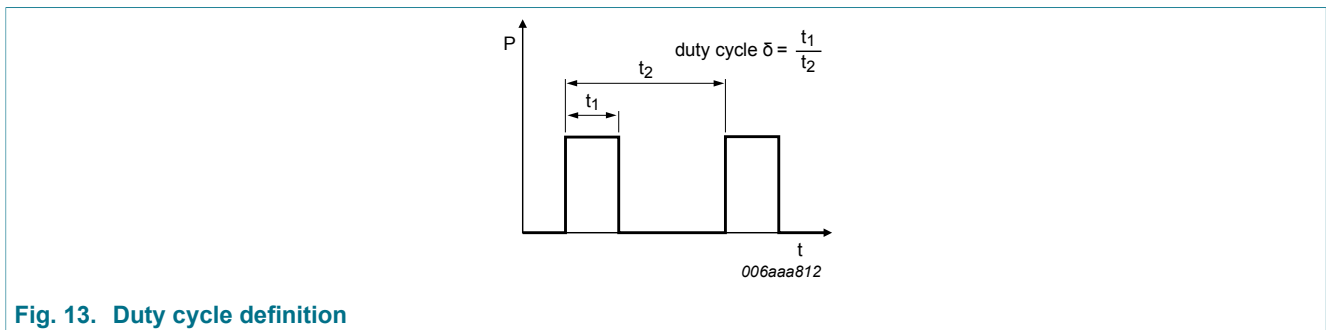 P
duty cycle δ = t1/t2
t2
t1
t
006aaa812
Fig. 13. Duty cycle definition